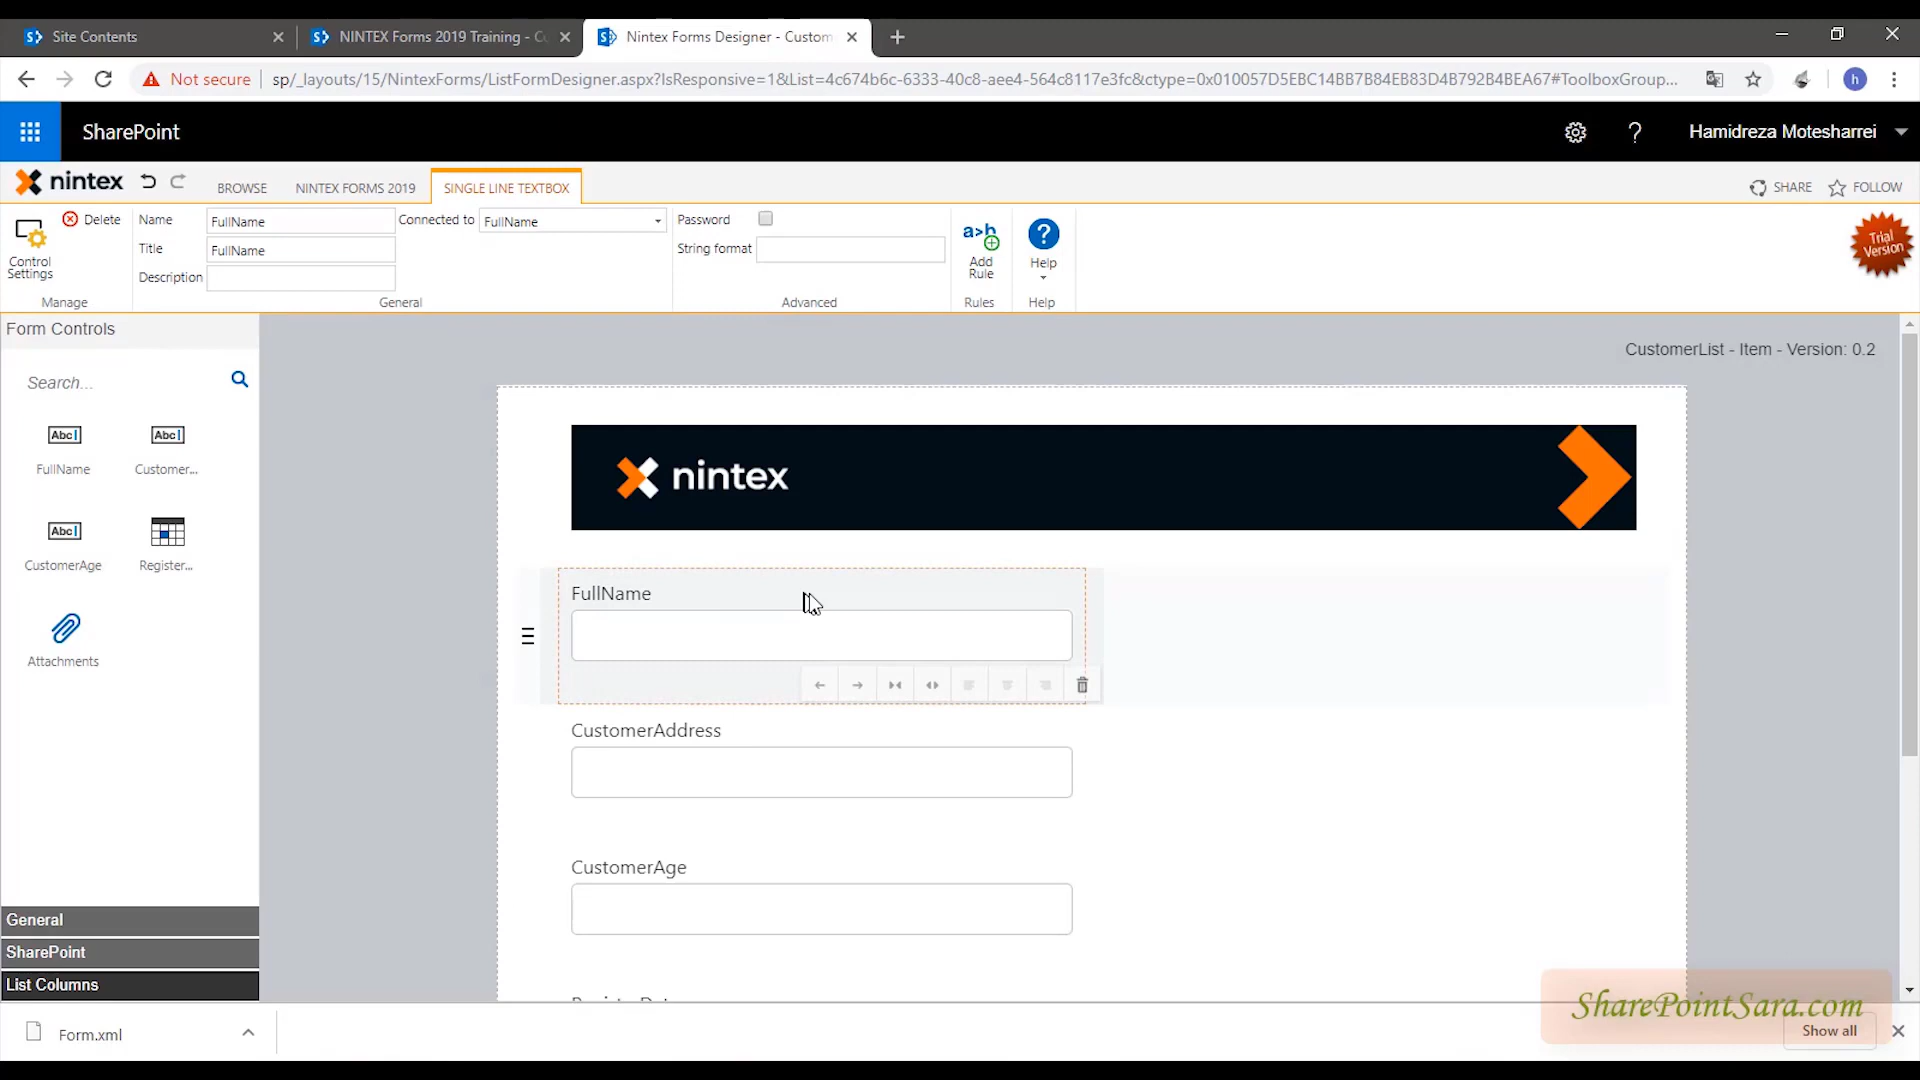 Site Contents
NINTEX Forms 2019 Training - Cu
Nintex Forms Designer - Custom
Not secure
sp/_layouts/15/NintexForms/ListFormDesigner.aspx?IsResponsive=1&List=4c674b6c-6333-40c8-aee4-564c8117e3fc&ctype=0x010057D5EBC14BB7B84EB83D4B792B4BEA67#ToolboxGroup...
h
SharePoint
Hamidreza Motesharrei
nintex
BROWSE
NINTEX FORMS 2019
SINGLE LINE TEXTBOX
SHARE
FOLLOW
Control Settings
Delete
Manage
Name
FullName
Title
FullName
Description
Connected to
FullName
General
Password
String format
Advanced
a>b
Add Rule
Rules
Help
Help
Trial Version
Form Controls
CustomerList - Item - Version: 0.2
Search...
Abc
FullName
Abc
Customer...
Abc
CustomerAge
Register...
Attachments
nintex
FullName
CustomerAddress
CustomerAge
General
SharePoint
List Columns
Form.xml
SharePointSara.com
Show all